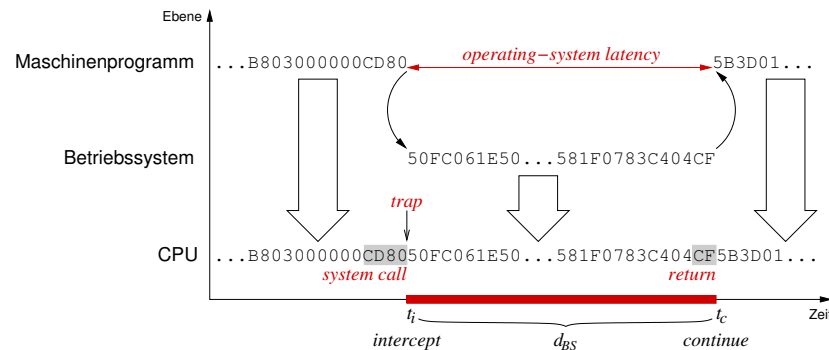 Ebene
Maschinenprogramm ...B803000000CD80 operating-system latency 5B3D01...
Betriebssystem 50FC061E50...581F0783C404CF
trap
CPU ...B803000000CD8050FC061E50...581F0783C404CF5B3D01...
system call return
Zeit
t_i t_c
intercept d_BS continue